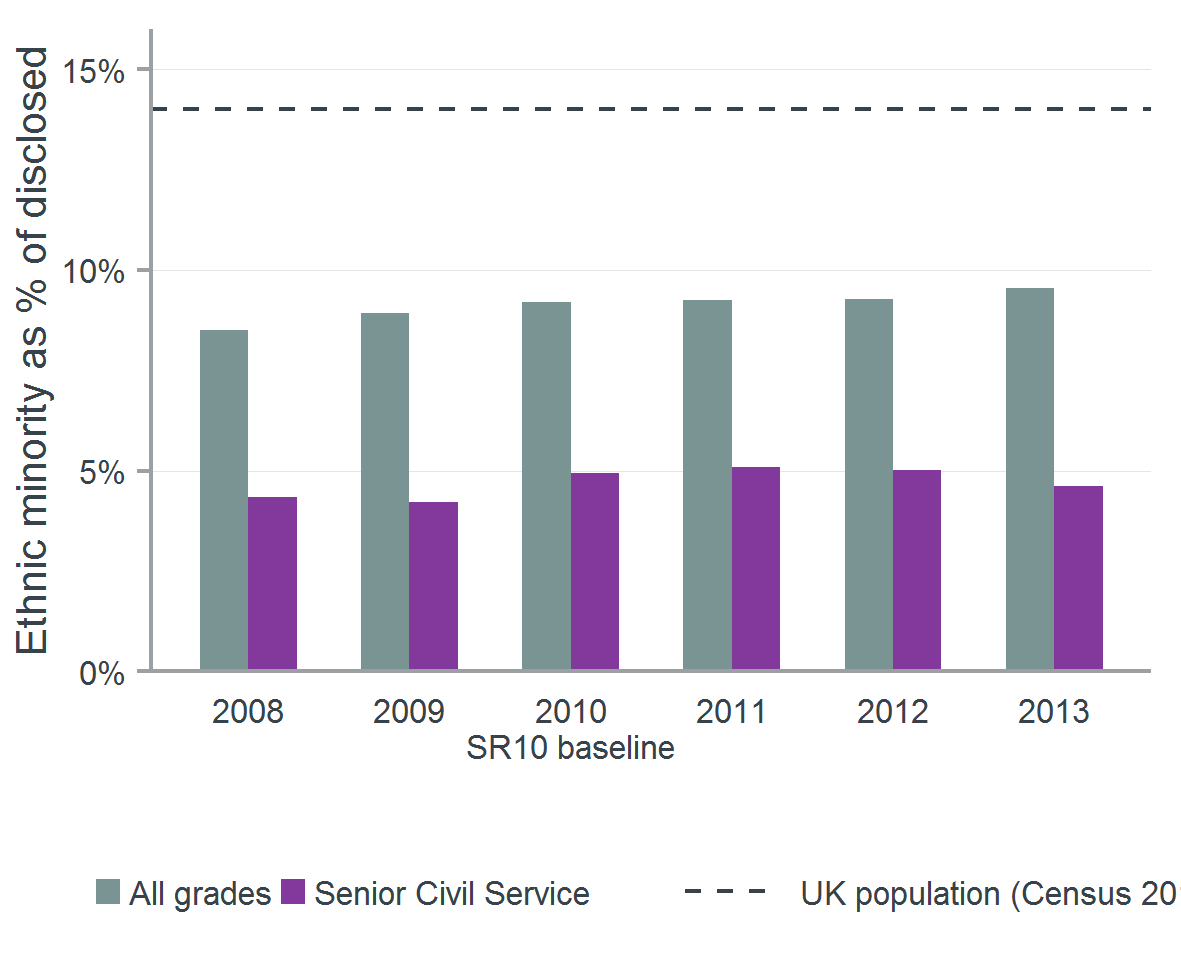 Ethnic minority as % of disclosed
15%
10%
5%
0%
2008 2009 2010 2011 2012 2013
SR10 baseline
All grades Senior Civil Service UK population (Census